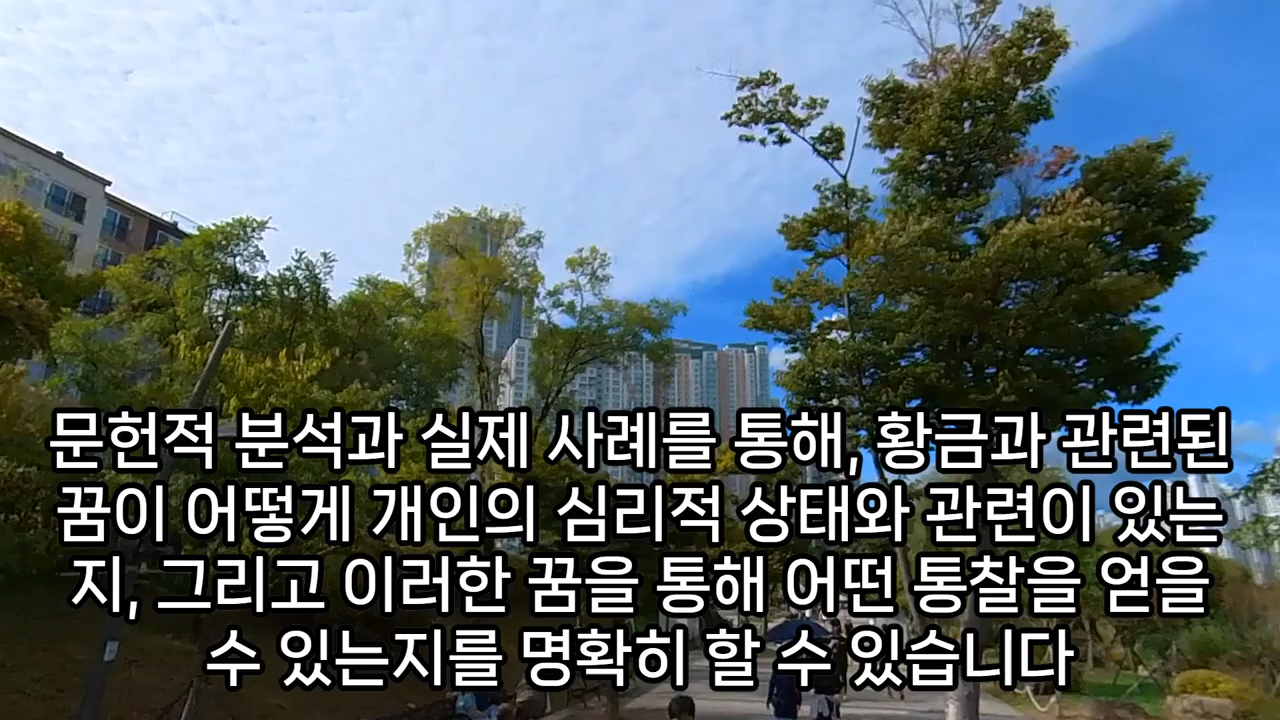 문헌적 분석과 실제 사례를 통해, 황금과 관련된
꿈이 어떻게 개인의 심리적 상태와 관련이 있는
지, 그리고 이러한 꿈을 통해 어떤 통찰을 얻을
수 있는지를 명확히 할 수 있습니다